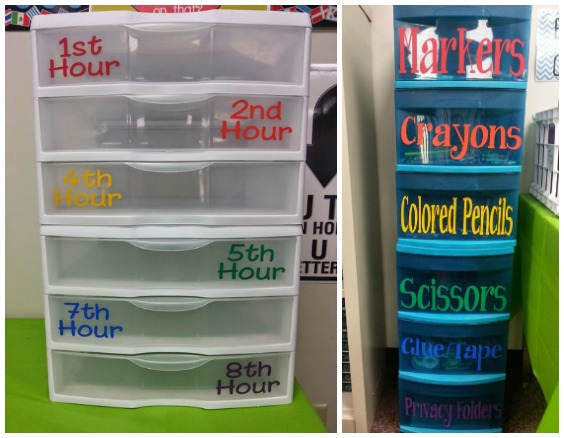 1st
Hour
2nd
Hour
4th
Hour
5th
Hour
7th
Hour
8th
Hour
Markers
Crayons
Colored Pencils
Scissors
Glue/Tape
Privacy Folders